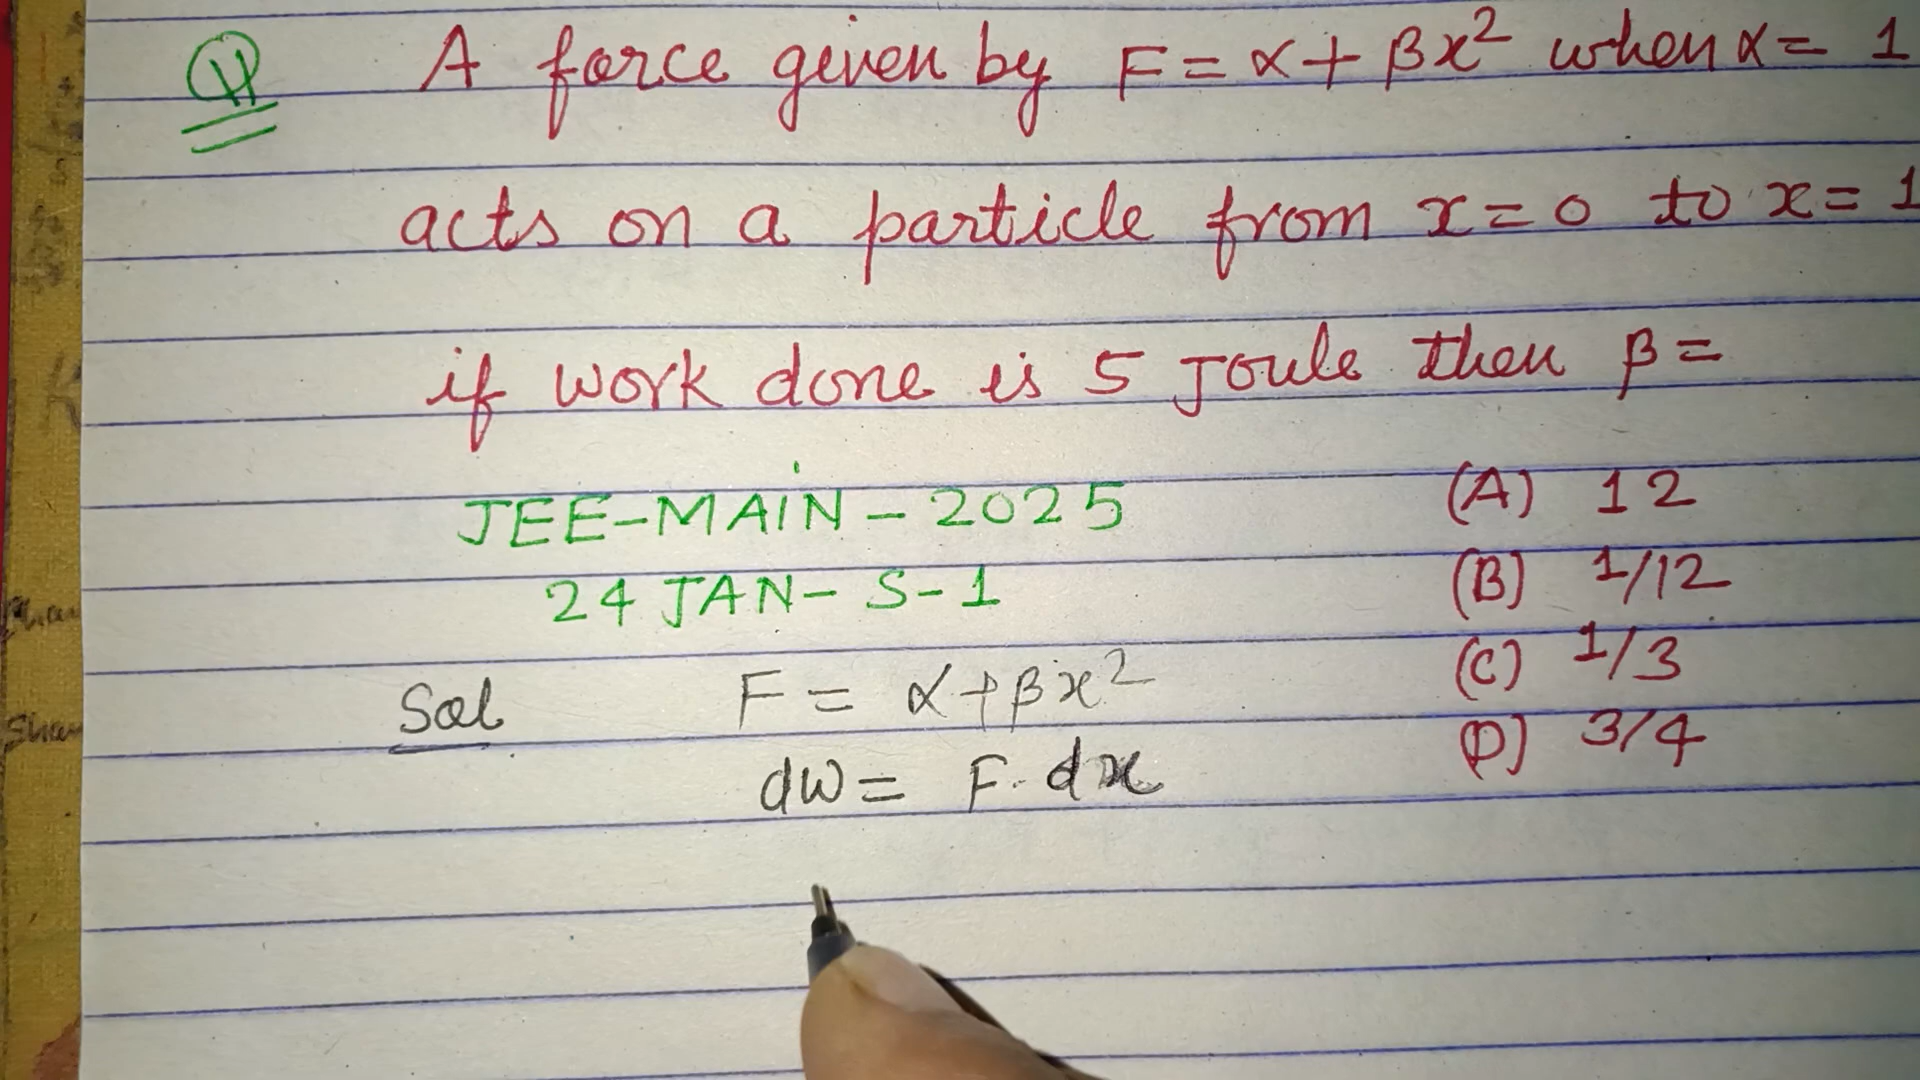 Q A force given by F = α + βx² when α = 1
acts on a particle from x = 0 to x = 1
if work done is 5 Joule then β =
JEE-MAIN-2025
24 JAN-S-1
(A) 12
(B) 1/12
(C) 1/3
(D) 3/4
Sol F = α+βx²
dw = F.dx